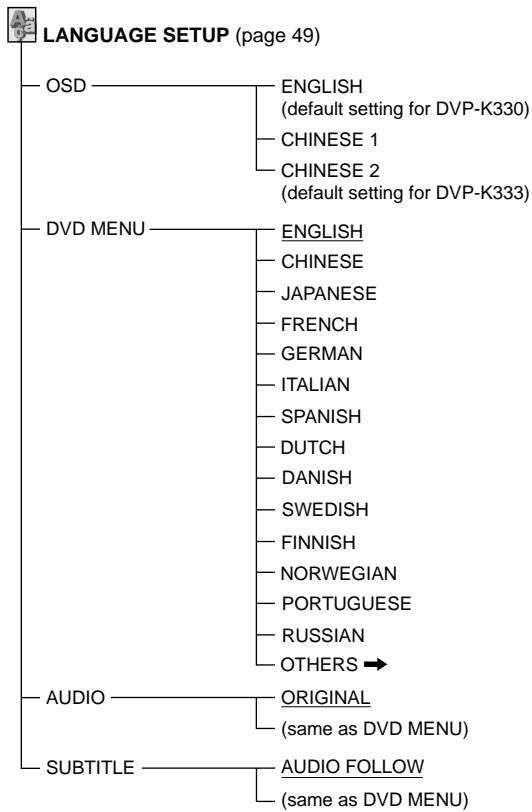 LANGUAGE SETUP (page 49)
OSD
ENGLISH
(default setting for DVP-K330)
CHINESE 1
CHINESE 2
(default setting for DVP-K333)
DVD MENU
ENGLISH
CHINESE
JAPANESE
FRENCH
GERMAN
ITALIAN
SPANISH
DUTCH
DANISH
SWEDISH
FINNISH
NORWEGIAN
PORTUGUESE
RUSSIAN
OTHERS ➡
AUDIO
ORIGINAL
(same as DVD MENU)
SUBTITLE
AUDIO FOLLOW
(same as DVD MENU)